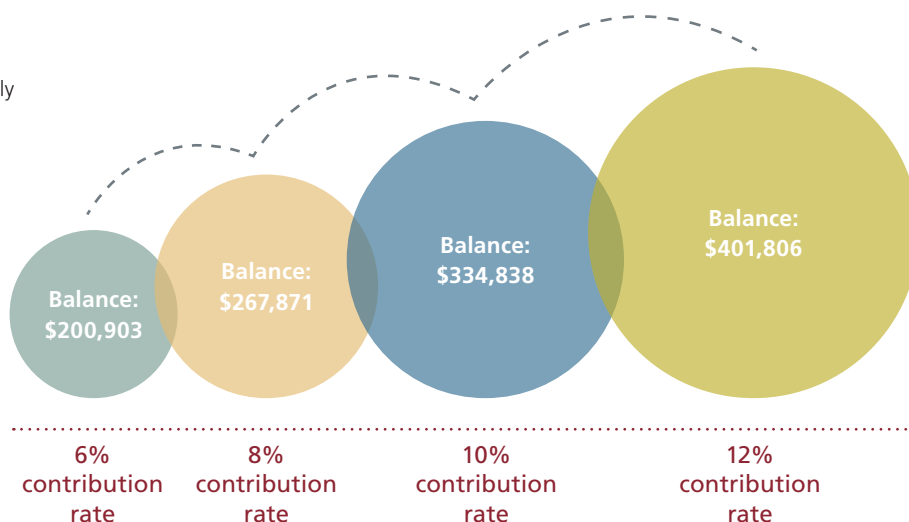 ly
Balance:
$200,903
Balance:
$267,871
Balance:
$334,838
Balance:
$401,806
6%
contribution
rate
8%
contribution
rate
10%
contribution
rate
12%
contribution
rate